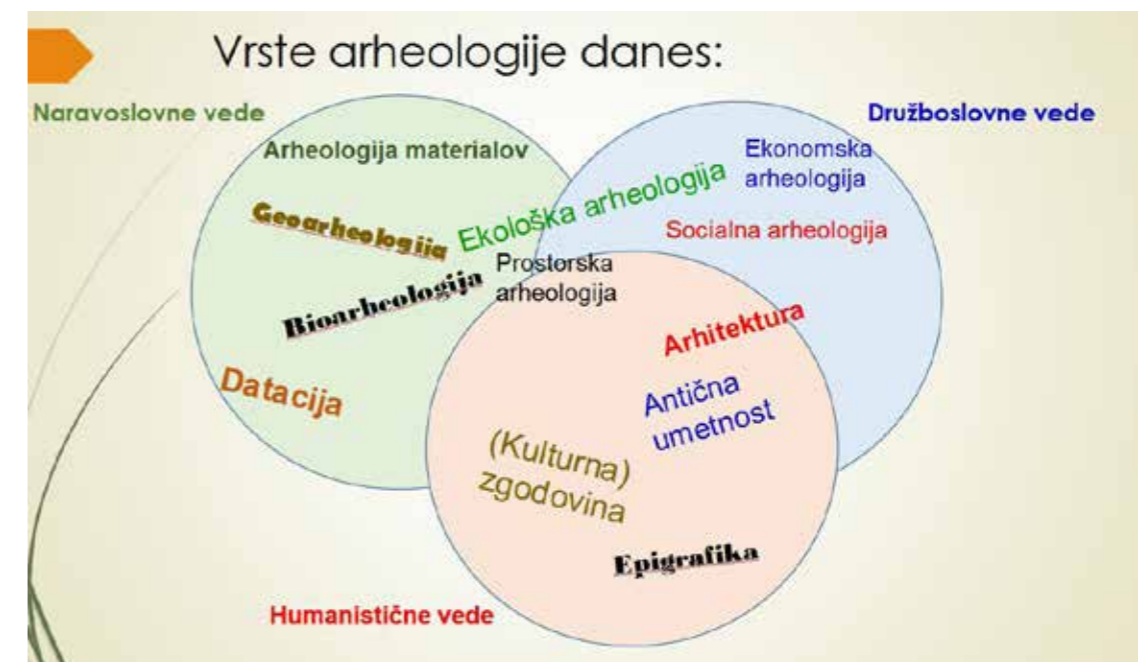 Vrste arheologije danes:
Naravoslovne vede
Družboslovne vede
Arheologija materialov
Ekonomska
arheologija
Geoarheologija
Ekološka arheologija
Socialna arheologija
Prostorska
arheologija
Bioarheologija
Arhitektura
Datacija
Antična
umetnost
(Kulturna)
zgodovina
Epigrafika
Humanistične vede